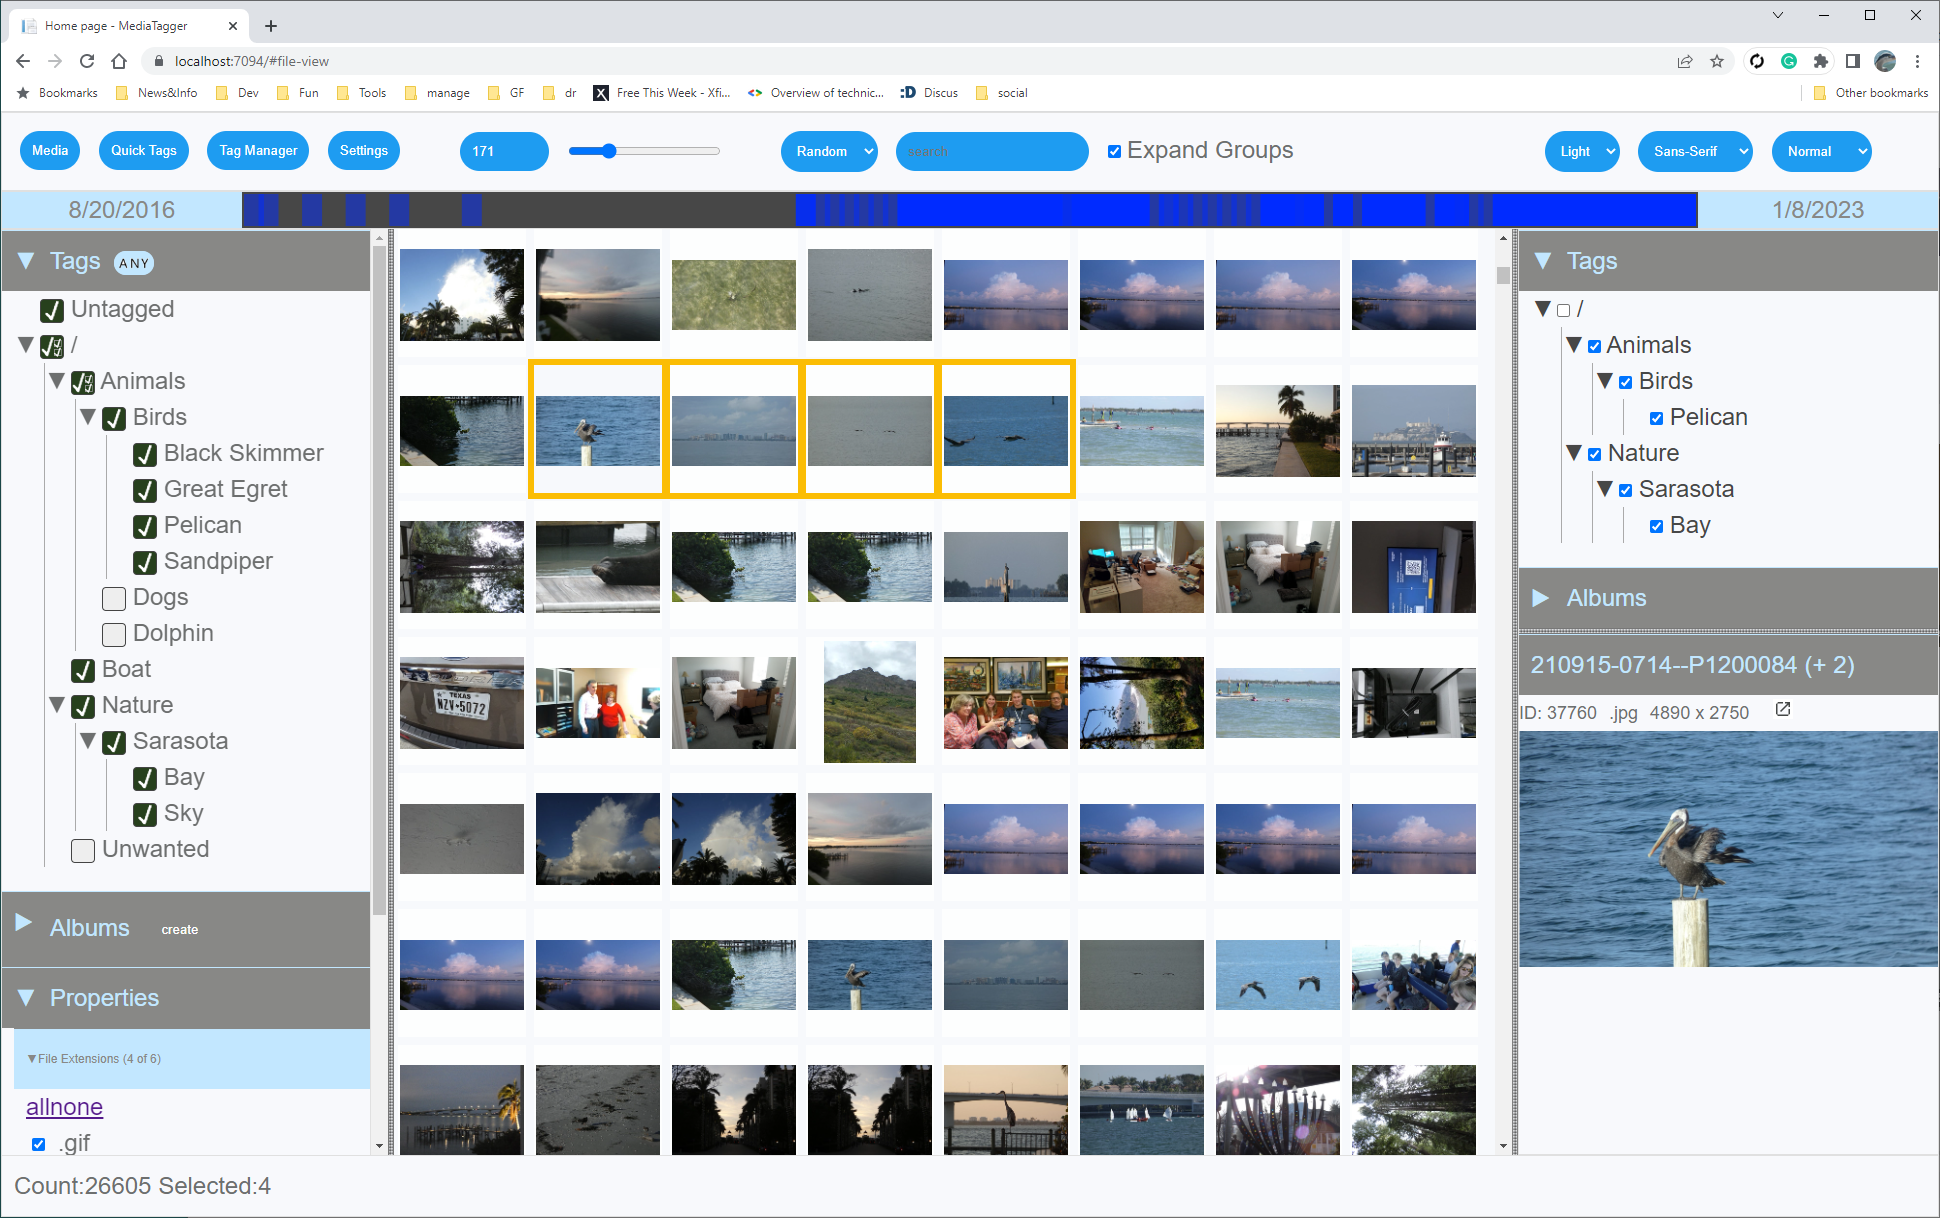 Home page - MediaTagger
localhost:7094/#file-view
Bookmarks News&Info Dev Fun Tools manage GF dr X Free This Week - Xfi... Overview of technic... :D Discus social Other bookmarks
Media Quick Tags Tag Manager Settings 171 Random search Expand Groups Light Sans-Serif Normal
8/20/2016 1/8/2023
Tags ANY
Untagged
/
Animals
Birds
Black Skimmer
Great Egret
Pelican
Sandpiper
Dogs
Dolphin
Boat
Nature
Sarasota
Bay
Sky
Unwanted
Albums create
Properties
File Extensions (4 of 6)
allnone
.gif
TEXAS
NZV•5072
Tags
/
Animals
Birds
Pelican
Nature
Sarasota
Bay
Albums
210915-0714--P1200084 (+ 2)
ID: 37760 .jpg 4890 x 2750
Count:26605 Selected:4